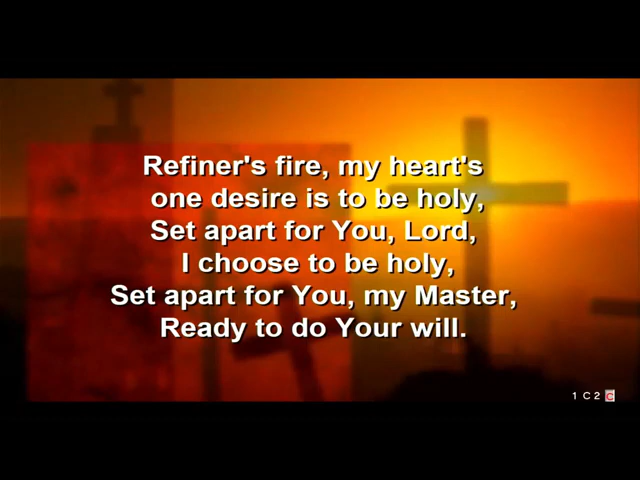 Refiner's fire, my heart's
one desire is to be holy,
Set apart for You, Lord,
I choose to be holy,
Set apart for You, my Master,
Ready to do Your will.
1 C 2 C